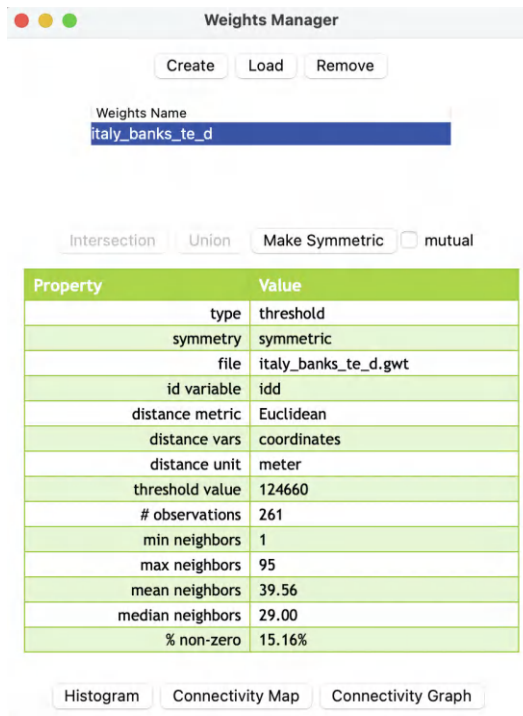 Weights Manager
Create Load Remove
Weights Name
italy_banks_te_d
Intersection Union Make Symmetric mutual
Property Value
type threshold
symmetry symmetric
file italy_banks_te_d.gwt
id variable idd
distance metric Euclidean
distance vars coordinates
distance unit meter
threshold value 124660
# observations 261
min neighbors 1
max neighbors 95
mean neighbors 39.56
median neighbors 29.00
% non-zero 15.16%
Histogram Connectivity Map Connectivity Graph